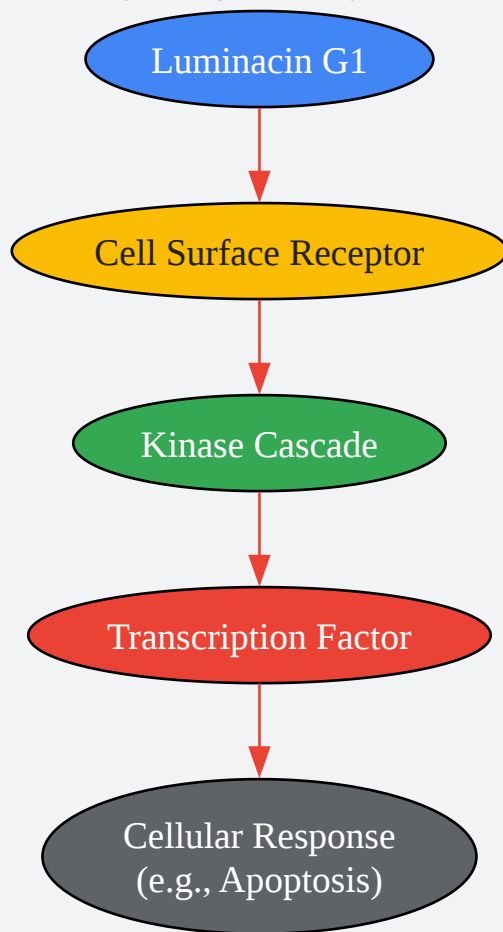 Luminacin G1
Cell Surface Receptor
Kinase Cascade
Transcription Factor
Cellular Response
(e.g., Apoptosis)